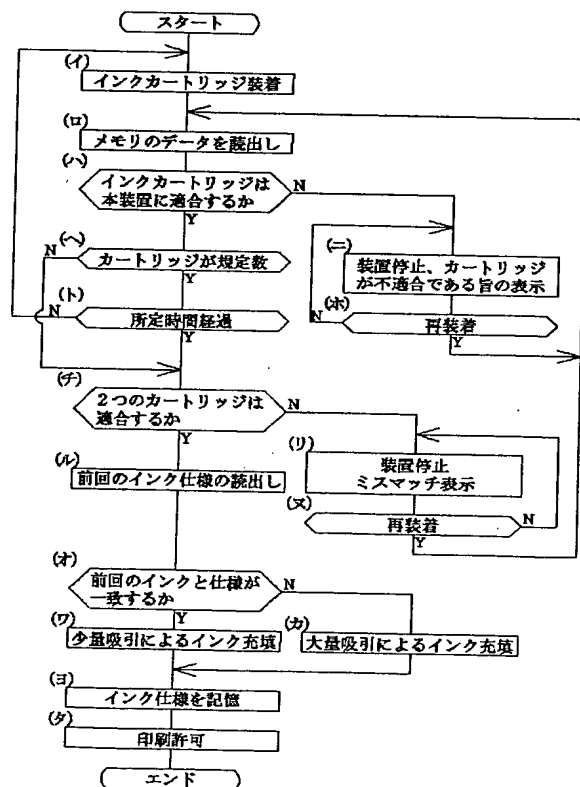 スタート
(イ)
インクカートリッジ装着
(ロ)
メモリのデータを読出し
(ハ)
インクカートリッジは
本装置に適合するか
N
Y
(ニ)
装置停止、カートリッジ
が不適合である旨の表示
(ホ)
N
再装着
Y
(ヘ)
N
カートリッジが規定数
Y
(ト)
N
所定時間経過
Y
(チ)
2つのカートリッジは
適合するか
N
Y
(リ)
装置停止
ミスマッチ表示
(ヌ)
再装着
N
Y
(ル)
前回のインク仕様の読出し
(オ)
前回のインクと仕様が
一致するか
N
Y
(ワ)
少量吸引によるインク充填
(カ)
大量吸引によるインク充填
(ヨ)
インク仕様を記憶
(タ)
印刷許可
エンド